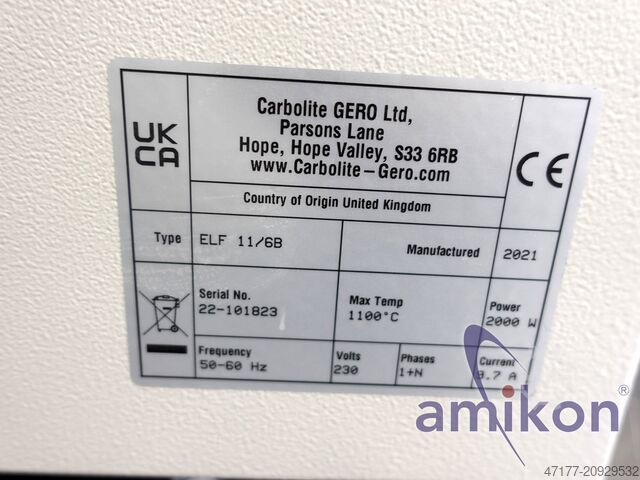 UK
CA
Carbolite GERO Ltd,
Parsons Lane
Hope, Hope Valley, S33 6RB
www.Carbolite-Gero.com
CE
Country of Origin United Kingdom
Type ELF 11/6B
Manufactured 2021
Serial No.
22-101823
Max Temp
1100°C
Power
2000 W
Frequency
50-60 Hz
Volts
230
Phases
1+N
Current
8.7 A
amikon®
47177-20929532